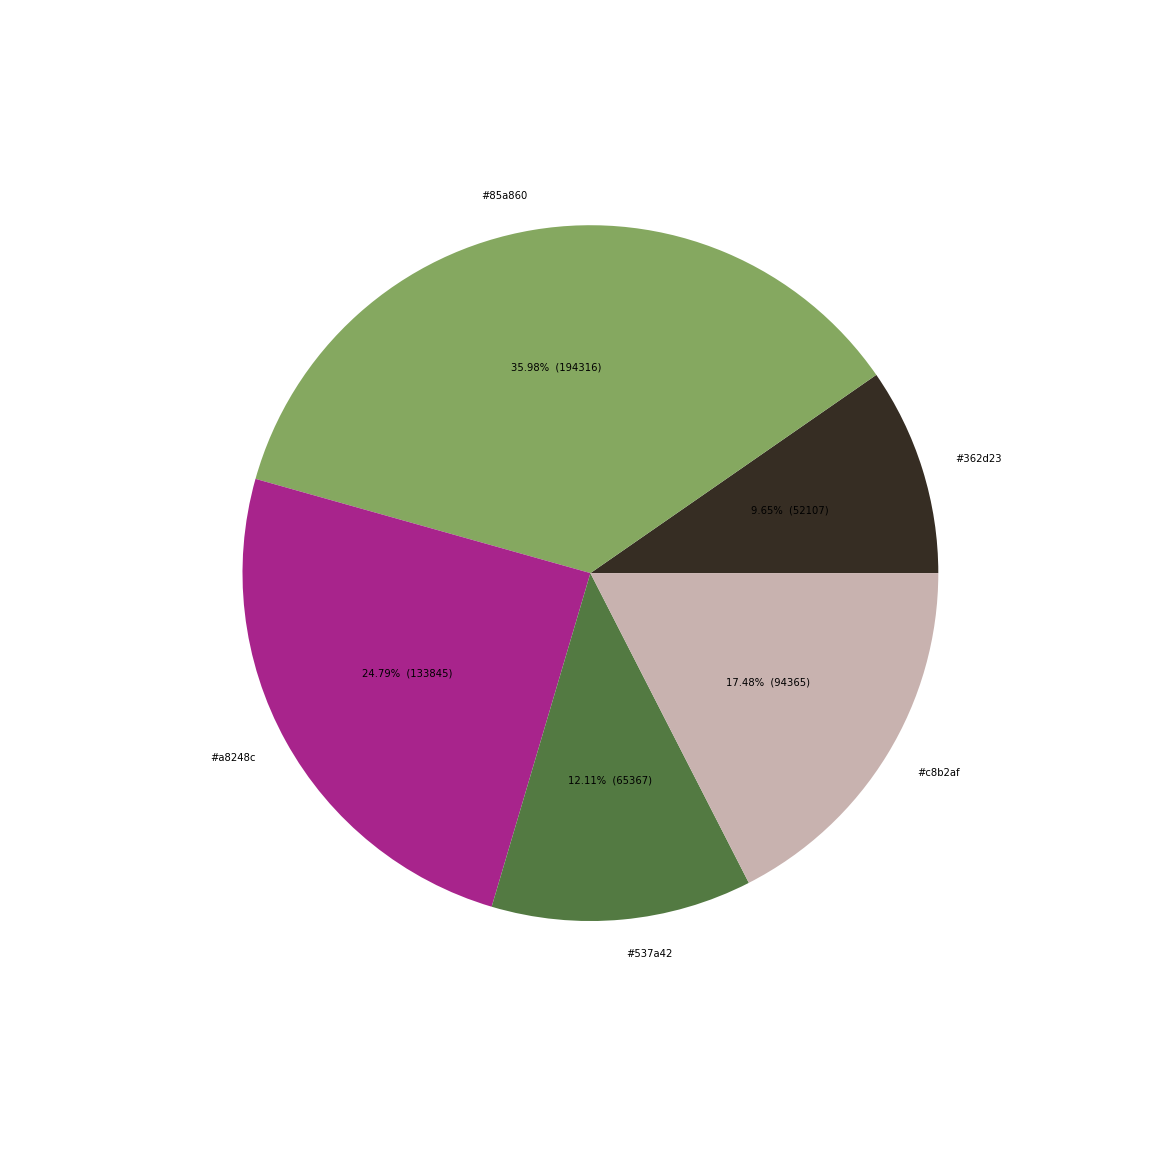 #85a860
35.98%  (194316)
#362d23
9.65%  (52107)
24.79%  (133845)
17.48%  (94365)
#a8248c
#c8b2af
12.11%  (65367)
#537a42